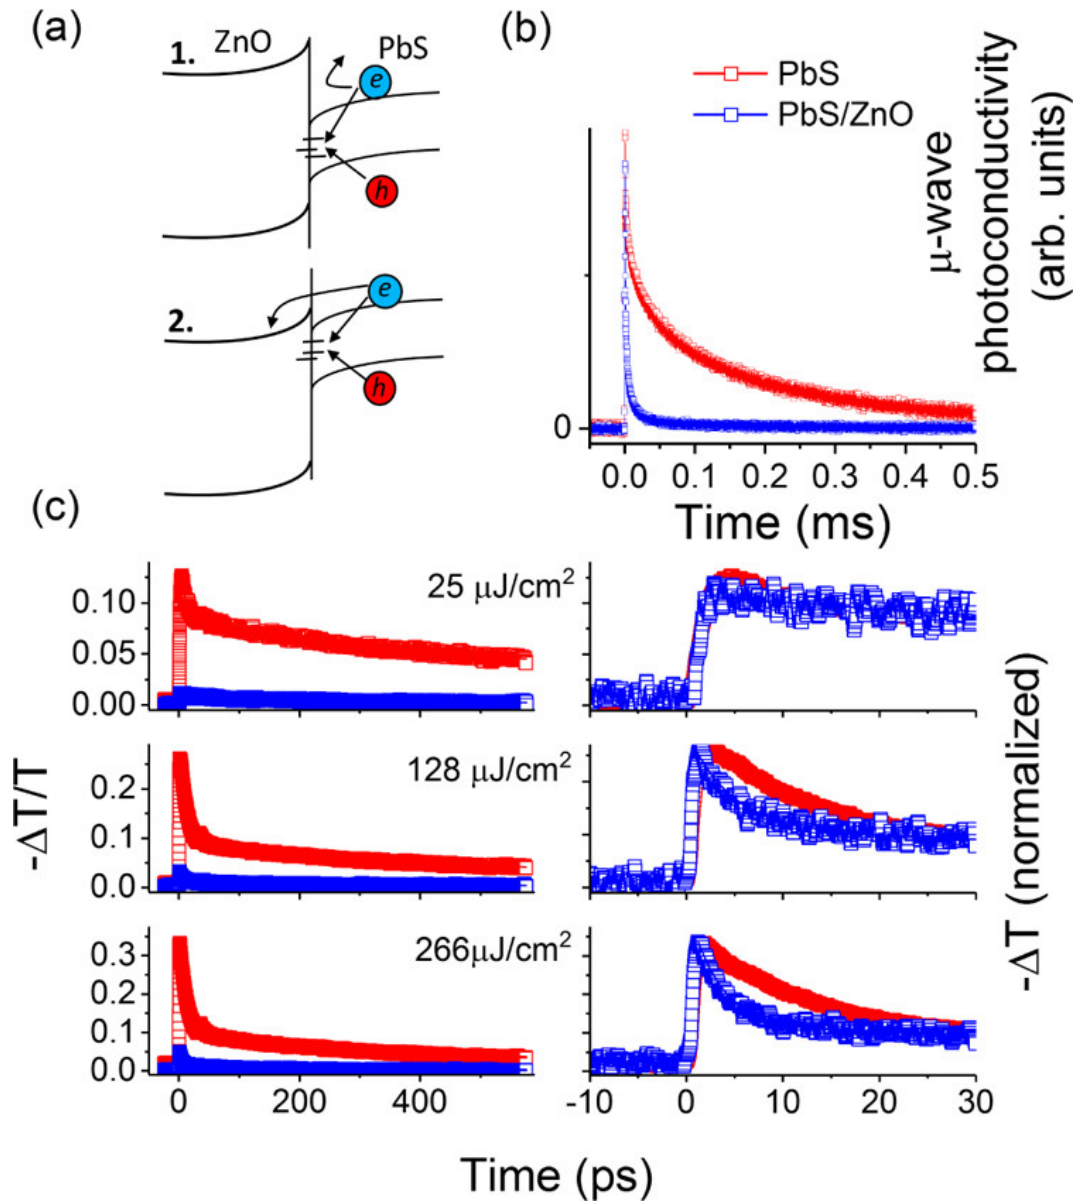 (a)
ZnO
PbS
1.
e
h
2.
e
h
(b)
PbS
PbS/ZnO
μ-wave
photoconductivity
(arb. units)
0
0.0 0.1 0.2 0.3 0.4 0.5
Time (ms)
(c)
25 μJ/cm²
0.10
0.05
0.00
128 μJ/cm²
0.2
0.1
0.0
266μJ/cm²
0.3
0.2
0.1
0.0
0 200 400
-10 0 10 20 30
-ΔT/T
-ΔT (normalized)
Time (ps)